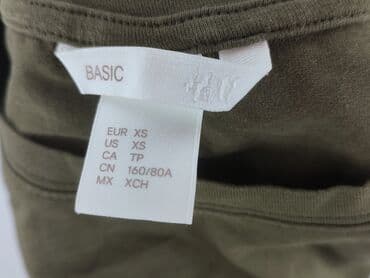 BASIC
H&M
EUR XS
US XS
CA TP
CN 160/80A
MX XCH